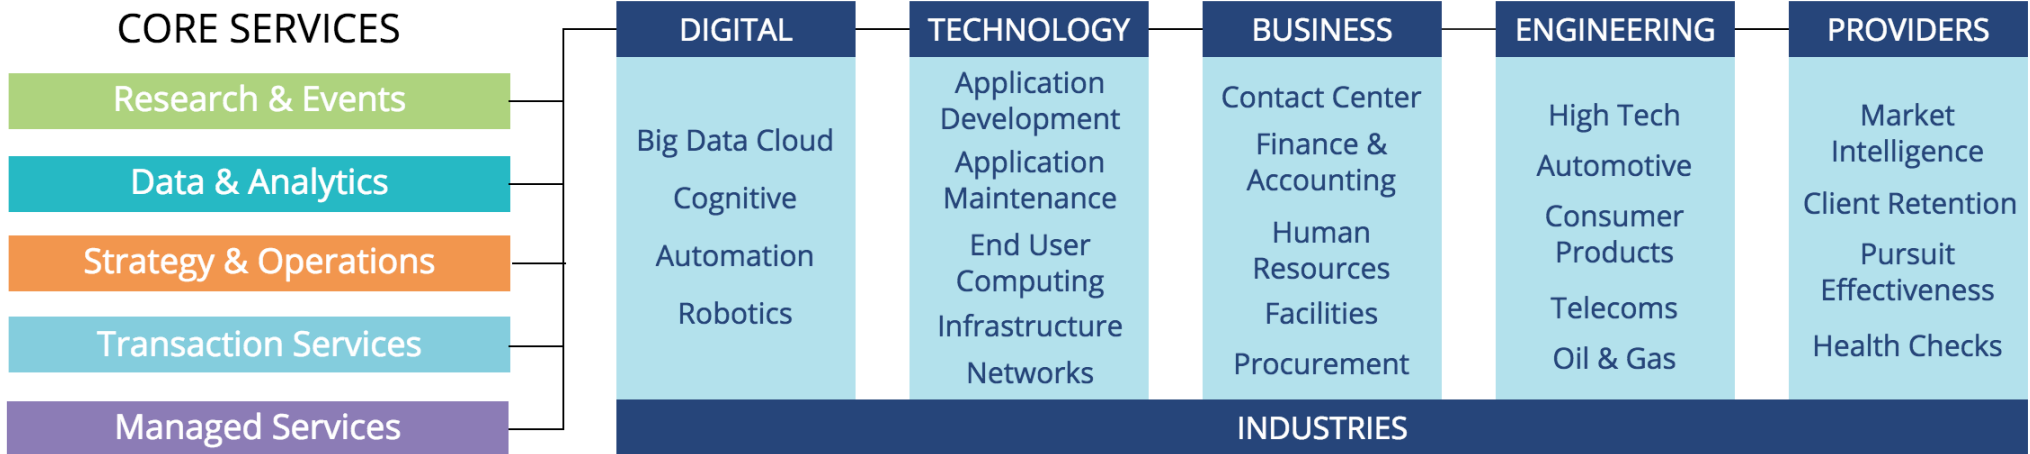 CORE SERVICES
Research & Events
Data & Analytics
Strategy & Operations
Transaction Services
Managed Services
DIGITAL
Big Data Cloud
Cognitive
Automation
Robotics
TECHNOLOGY
Application
Development
Application
Maintenance
End User
Computing
Infrastructure
Networks
BUSINESS
Contact Center
Finance &
Accounting
Human
Resources
Facilities
Procurement
ENGINEERING
High Tech
Automotive
Consumer
Products
Telecoms
Oil & Gas
PROVIDERS
Market
Intelligence
Client Retention
Pursuit
Effectiveness
Health Checks
INDUSTRIES